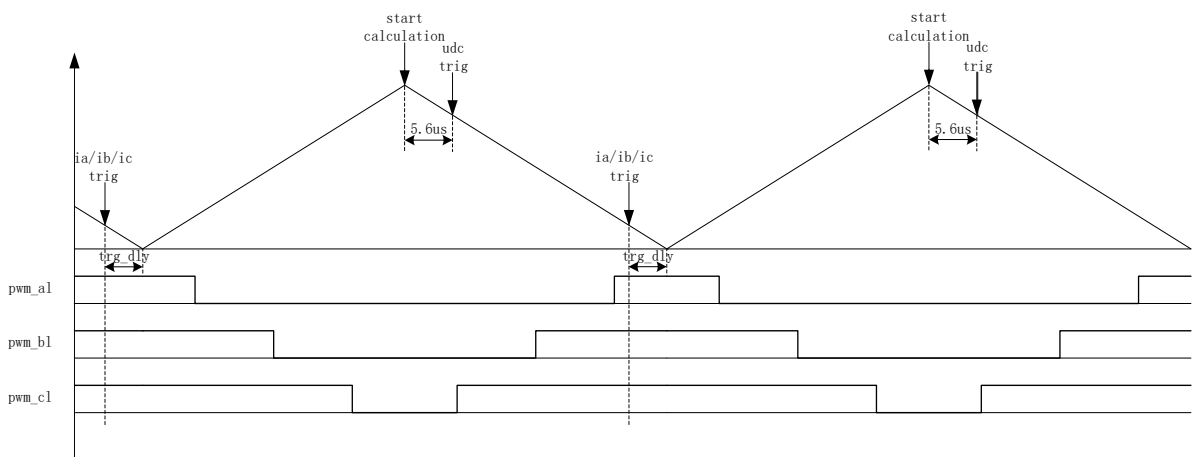 start
calculation
udc
trig
5.6us
ia/ib/ic
trig
trg_dly
ia/ib/ic
trig
trg_dly
start
calculation
udc
trig
5.6us
pwm_al
pwm_bl
pwm_cl